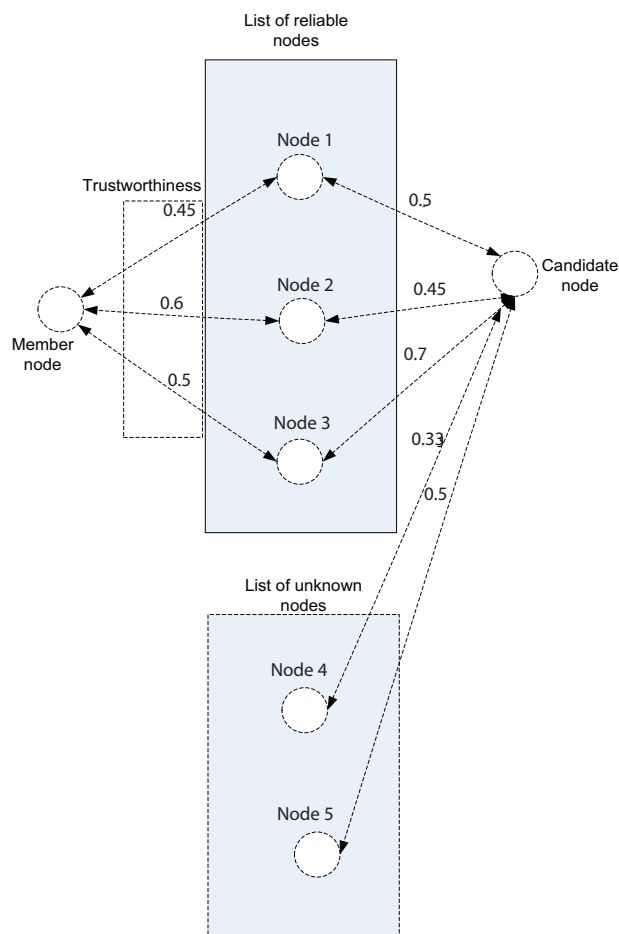 List of reliable
nodes
Node 1
Trustworthiness
0.45
0.5
Node 2
Candidate
node
0.6
0.45
Member
node
0.7
0.5
Node 3
0.33
0.5
List of unknown
nodes
Node 4
Node 5